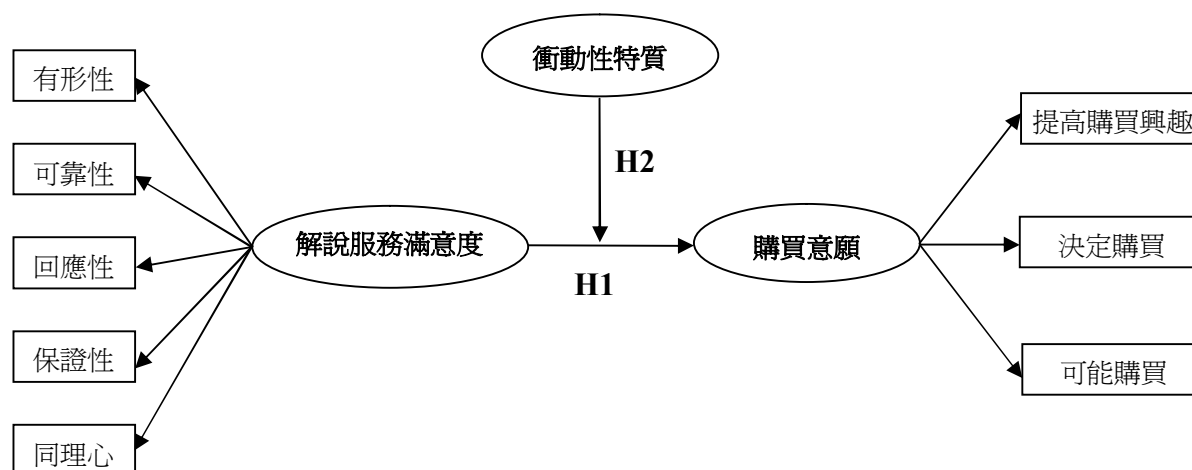 衝動性特質
有形性
提高購買興趣
可靠性
H2
解說服務滿意度
購買意願
決定購買
回應性
H1
保證性
可能購買
同理心